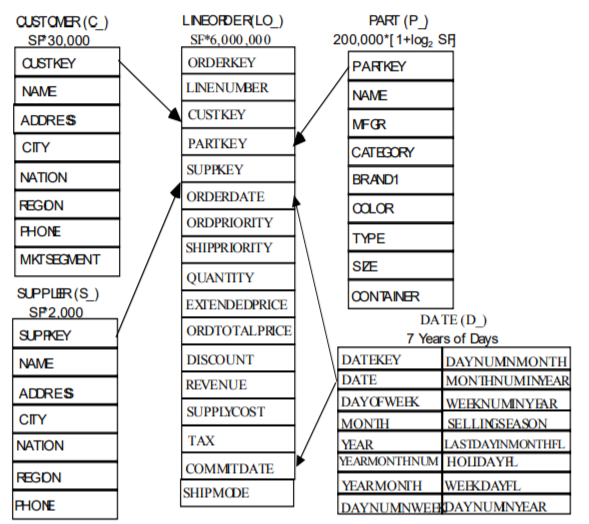 CUSTOMER (C_)
SF*30,000
CUSTKEY
NAME
ADDRESS
CITY
NATION
REGION
PHONE
MKTSEGMENT
SUPPLIER (S_)
SF*2,000
SUPPKEY
NAME
ADDRESS
CITY
NATION
REGION
PHONE
LINEORDER(LO_)
SF*6,000,000
ORDERKEY
LINENUMBER
CUSTKEY
PARTKEY
SUPPKEY
ORDERDATE
ORDPRIORITY
SHIPPRIORITY
QUANTITY
EXTENDEDPRICE
ORDTOTALPRICE
DISCOUNT
REVENUE
SUPPLYCOST
TAX
COMMITDATE
SHIPMODE
PART (P_)
200,000*[1+log₂ SF]
PARTKEY
NAME
MFGR
CATEGORY
BRAND1
COLOR
TYPE
SIZE
CONTAINER
DATE (D_)
7 Years of Days
DATEKEY DAYNUMINMONTH
DATE MONTHNUMINYEAR
DAYOFWEEK WEEKNUMINYEAR
MONTH SELLINGSEASON
YEAR LASTDAYINMONTHFL
YEARMONTHNUM HOLIDAYFL
YEARMONTH WEEKDAYFL
DAYNUMINWEEK DAYNUMINYEAR